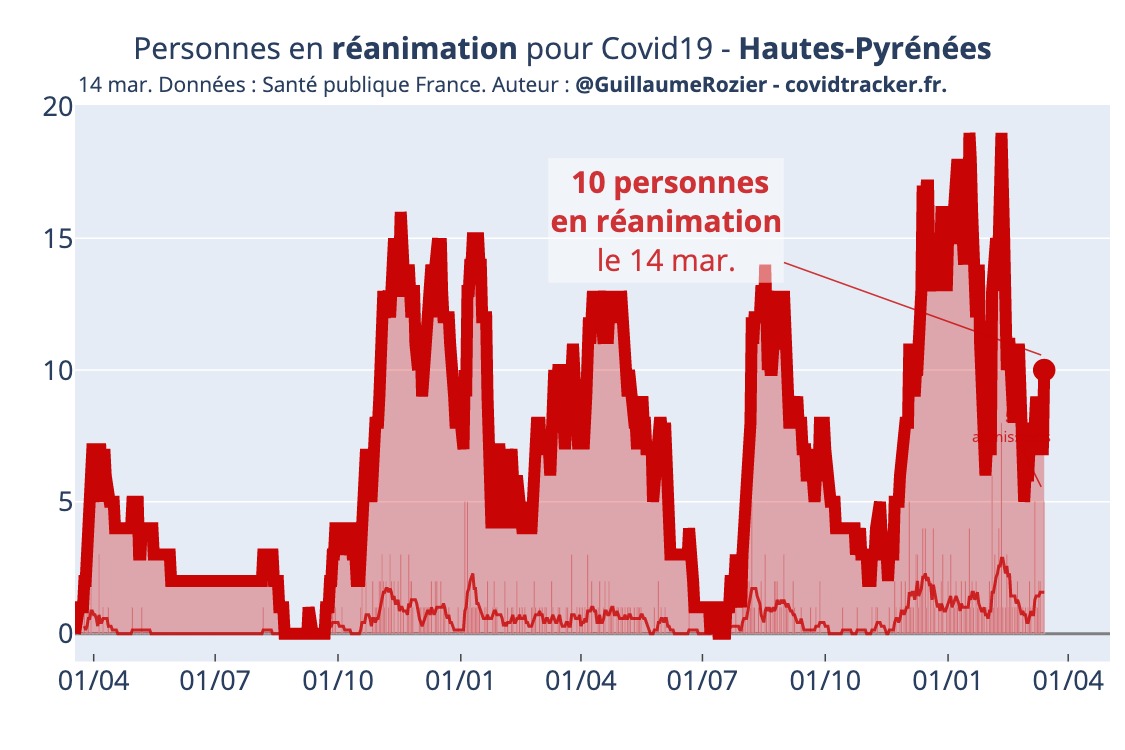 Personnes en réanimation pour Covid19 - Hautes-Pyrénées
14 mar. Données : Santé publique France. Auteur : @GuillaumeRozier - covidtracker.fr.
20
10 personnes
en réanimation
le 14 mar.
15
10
5
0
01/04 01/07 01/10 01/01 01/04 01/07 01/10 01/01 01/04